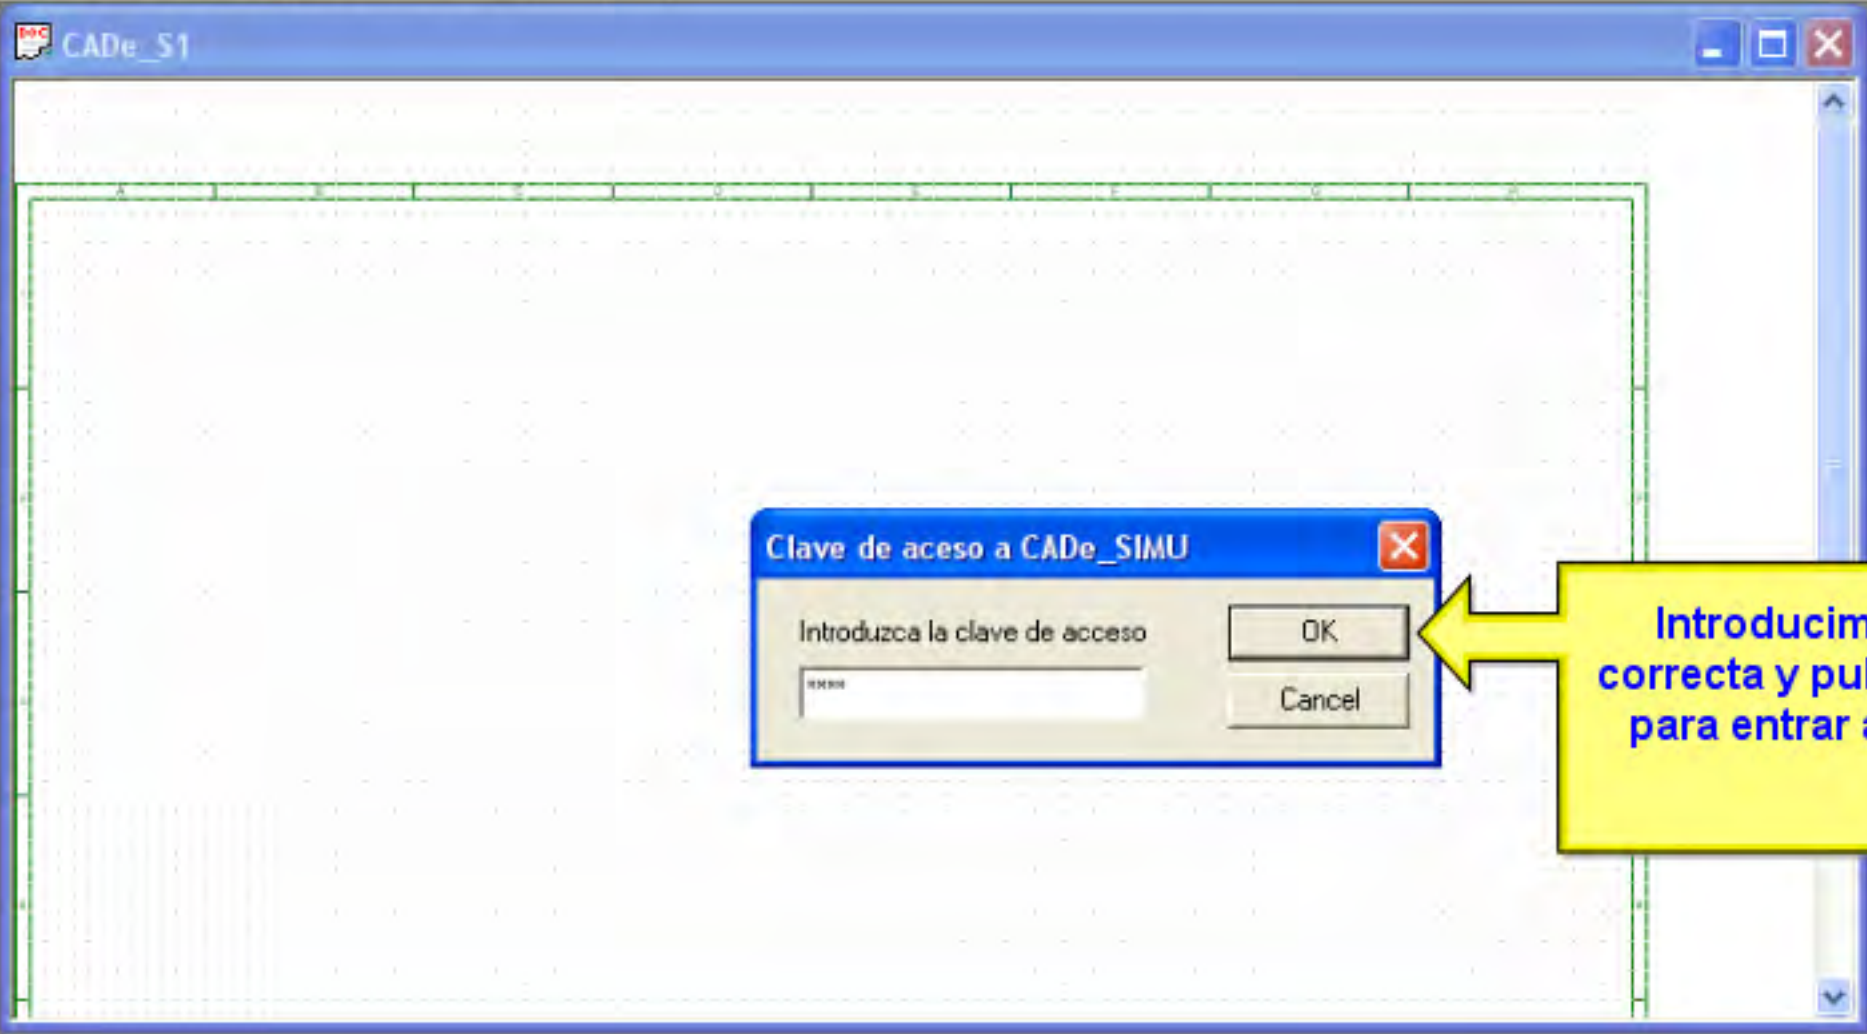 CADe_S1
A B C D E F G
Clave de aceso a CADe_SIMU
Introduzca la clave de acceso
****
OK
Cancel
Introducim
correcta y pul
para entrar a